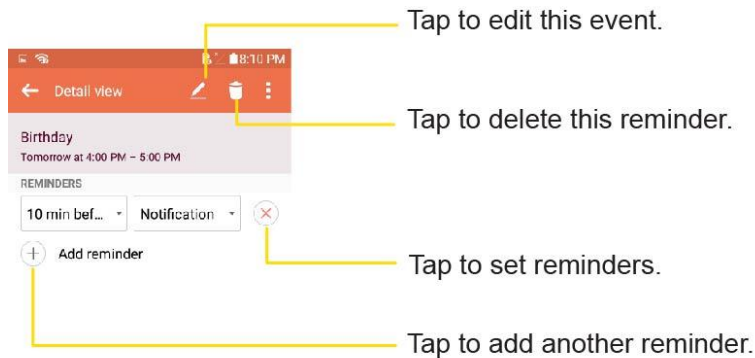 Tap to edit this event.
8:10 PM
Detail view
Tap to delete this reminder.
Birthday
Tomorrow at 4:00 PM – 5:00 PM
REMINDERS
10 min bef... Notification
Add reminder
Tap to set reminders.
Tap to add another reminder.